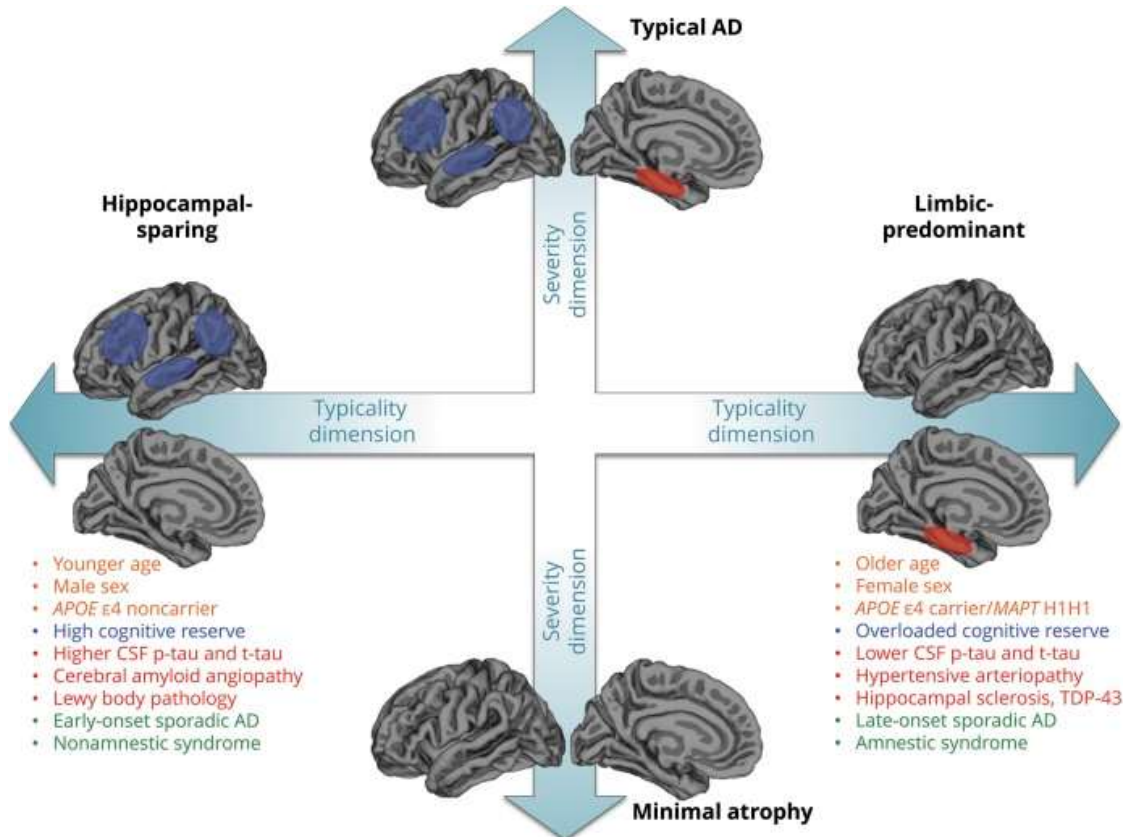 Typical AD
Hippocampal-
sparing
Limbic-
predominant
Severity
dimension
Typicality
dimension
Typicality
dimension
Severity
dimension
• Younger age
• Male sex
• APOE ε4 noncarrier
• High cognitive reserve
• Higher CSF p-tau and t-tau
• Cerebral amyloid angiopathy
• Lewy body pathology
• Early-onset sporadic AD
• Nonamnestic syndrome
• Older age
• Female sex
• APOE ε4 carrier/MAPT H1H1
• Overloaded cognitive reserve
• Lower CSF p-tau and t-tau
• Hypertensive arteriopathy
• Hippocampal sclerosis, TDP-43
• Late-onset sporadic AD
• Amnestic syndrome
Minimal atrophy